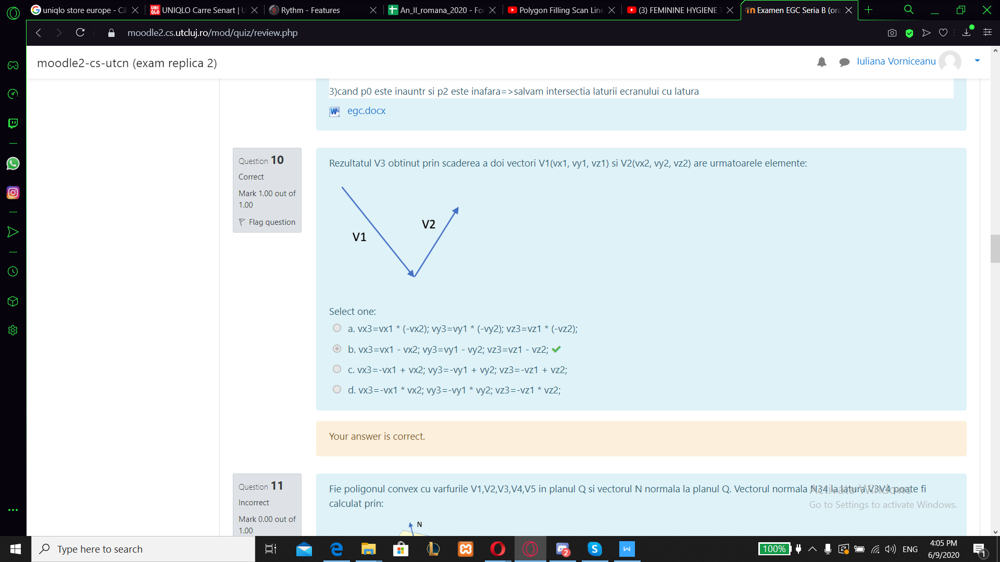 uniqlo store europe - Că
UNIQLO Carre Senart | U
Rythm - Features
An_II_romana_2020 - Foi
Polygon Filling Scan Line
(3) FEMININE HYGIENE T
Examen EGC Seria B (ora
moodle2.cs.utcluj.ro/mod/quiz/review.php
moodle2-cs-utcn (exam replica 2)
Iuliana Vorniceanu
3)cand p0 este inauntr si p2 este inafara=>salvam intersectia laturii ecranului cu latura
egc.docx
Question 10
Correct
Mark 1.00 out of
1.00
Flag question
Rezultatul V3 obtinut prin scaderea a doi vectori V1(vx1, vy1, vz1) si V2(vx2, vy2, vz2) are urmatoarele elemente:
V1
V2
Select one:
a. vx3=vx1 * (-vx2); vy3=vy1 * (-vy2); vz3=vz1 * (-vz2);
b. vx3=vx1 - vx2; vy3=vy1 - vy2; vz3=vz1 - vz2;
c. vx3=-vx1 + vx2; vy3=-vy1 + vy2; vz3=-vz1 + vz2;
d. vx3=-vx1 * vx2; vy3=-vy1 * vy2; vz3=-vz1 * vz2;
Your answer is correct.
Question 11
Incorrect
Mark 0.00 out of
1.00
Fie poligonul convex cu varfurile V1,V2,V3,V4,V5 in planul Q si vectorul N normala la planul Q. Vectorul normala N34 la latura V3V4 poate fi
calculat prin:
N
Activate Windows
Go to Settings to activate Windows.
Type here to search
2
100%
ENG
4:05 PM
6/9/2020
1